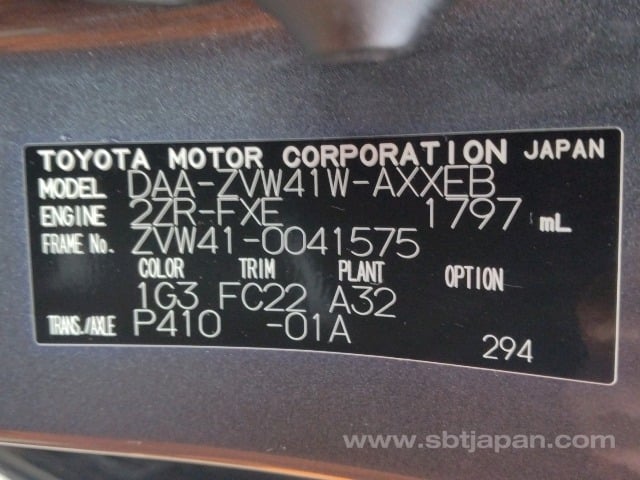 TOYOTA MOTOR CORPORATION JAPAN
MODEL DAA-ZVW41W-AXXEB
ENGINE 2ZR-FXE 1797 mL
FRAME No. ZVW41-0041575
COLOR TRIM PLANT OPTION
1G3 FC22 A32
TRANS./AXLE P410 -01A
294
www.sbtjapan.com